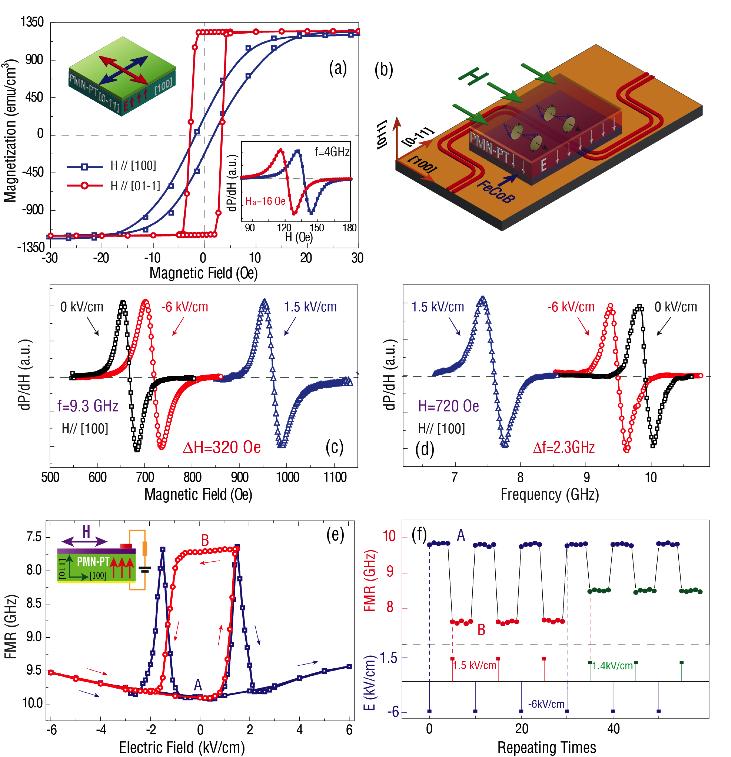 1350
900
450
0
-450
-900
-1350
Magnetization (emu/cm³)
-30 -20 -10 0 10 20 30
Magnetic Field (Oe)
(a)
PMN-PT[0-11]
[100]
H // [100]
H // [01-1]
f=4GHz
dP/dH (a.u.)
90 120 150 180
H (Oe)
(b)
H
[011]
[0-11]
[100]
PMN-PT
E
FeCoB
0 kV/cm
-6 kV/cm
1.5 kV/cm
dP/dH (a.u.)
f=9.3 GHz
H// [100]
ΔH=320 Oe
(c)
500 600 700 800 900 1000 1100
Magnetic Field (Oe)
1.5 kV/cm
-6 kV/cm
0 kV/cm
dP/dH (a.u.)
H=720 Oe
H// [100]
(d)
Δf=2.3GHz
7 8 9 10
Frequency (GHz)
7.5
8.0
8.5
9.0
9.5
10.0
FMR (GHz)
H
PMN-PT
[011]
[100]
B
A
(e)
-6 -4 -2 0 2 4 6
Electric Field (kV/cm)
10
9
8
FMR (GHz)
A
B
(f)
1.5
-6
E (kV/cm)
1.5 kV/cm
1.4kV/cm
-6kV/cm
0 20 40
Repeating Times